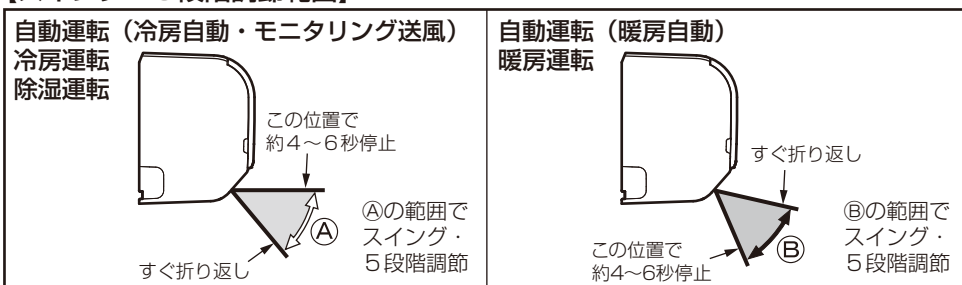 自動運転（冷房自動・モニタリング送風）
冷房運転
除湿運転
この位置で
約4～6秒停止
Ⓐ
Ⓐの範囲で
スイング・
5段階調節
すぐ折り返し
自動運転（暖房自動）
暖房運転
すぐ折り返し
Ⓑ
Ⓑの範囲で
スイング・
5段階調節
この位置で
約4～6秒停止